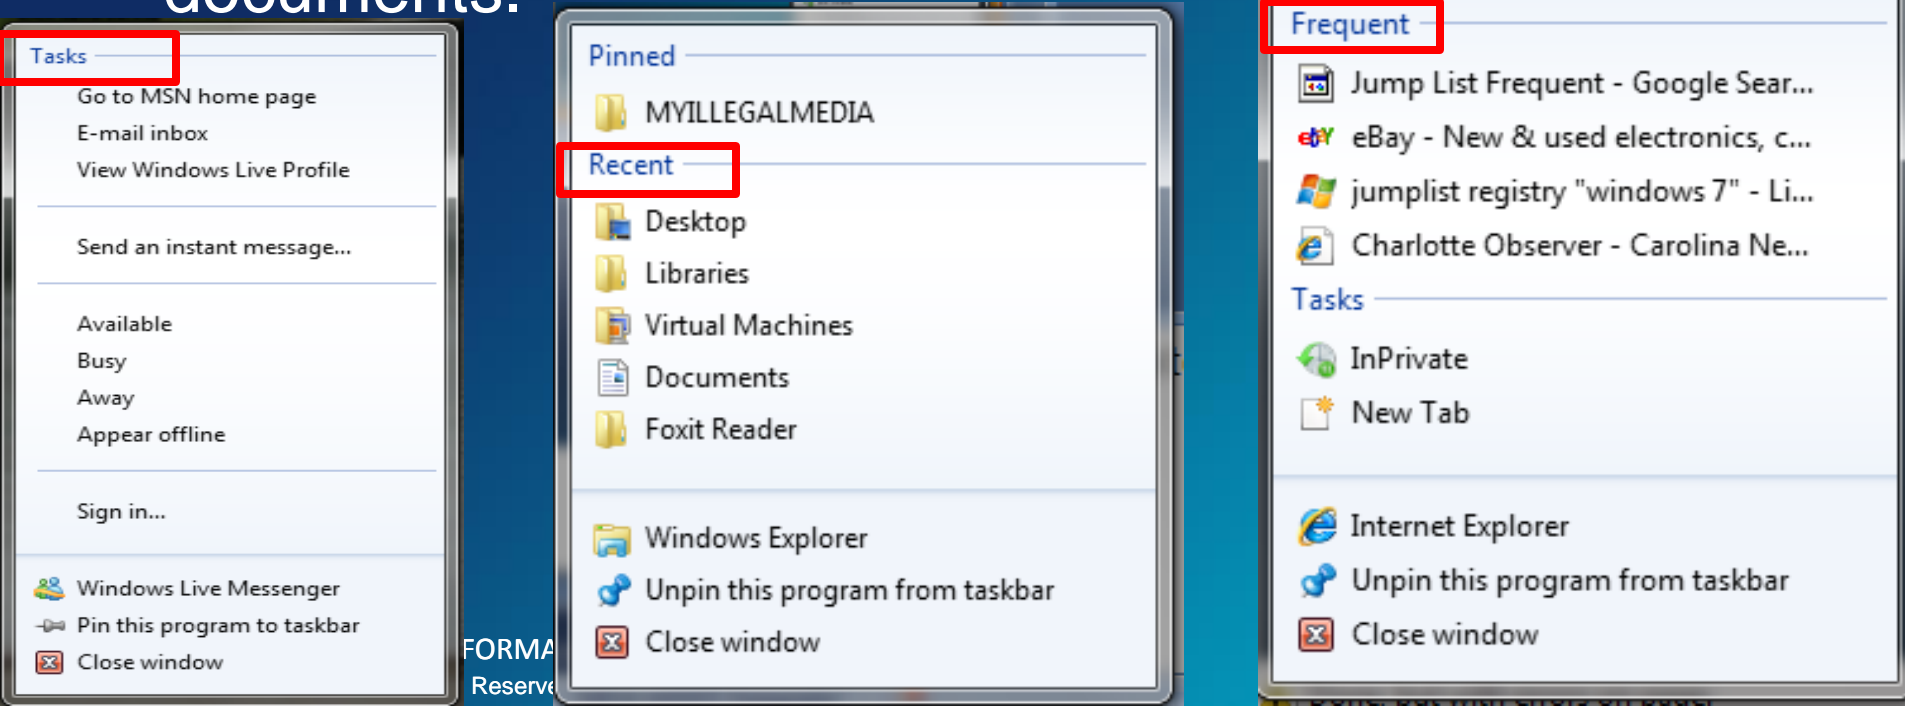 documents.
Tasks
Go to MSN home page
E-mail inbox
View Windows Live Profile
Send an instant message...
Available
Busy
Away
Appear offline
Sign in...
Windows Live Messenger
Pin this program to taskbar
Close window
FORMA
Reserve
Pinned
MYILLEGALMEDIA
Recent
Desktop
Libraries
Virtual Machines
Documents
Foxit Reader
Windows Explorer
Unpin this program from taskbar
Close window
Frequent
Jump List Frequent - Google Sear...
eBay - New & used electronics, c...
jumplist registry "windows 7" - Li...
Charlotte Observer - Carolina Ne...
Tasks
InPrivate
New Tab
Internet Explorer
Unpin this program from taskbar
Close window